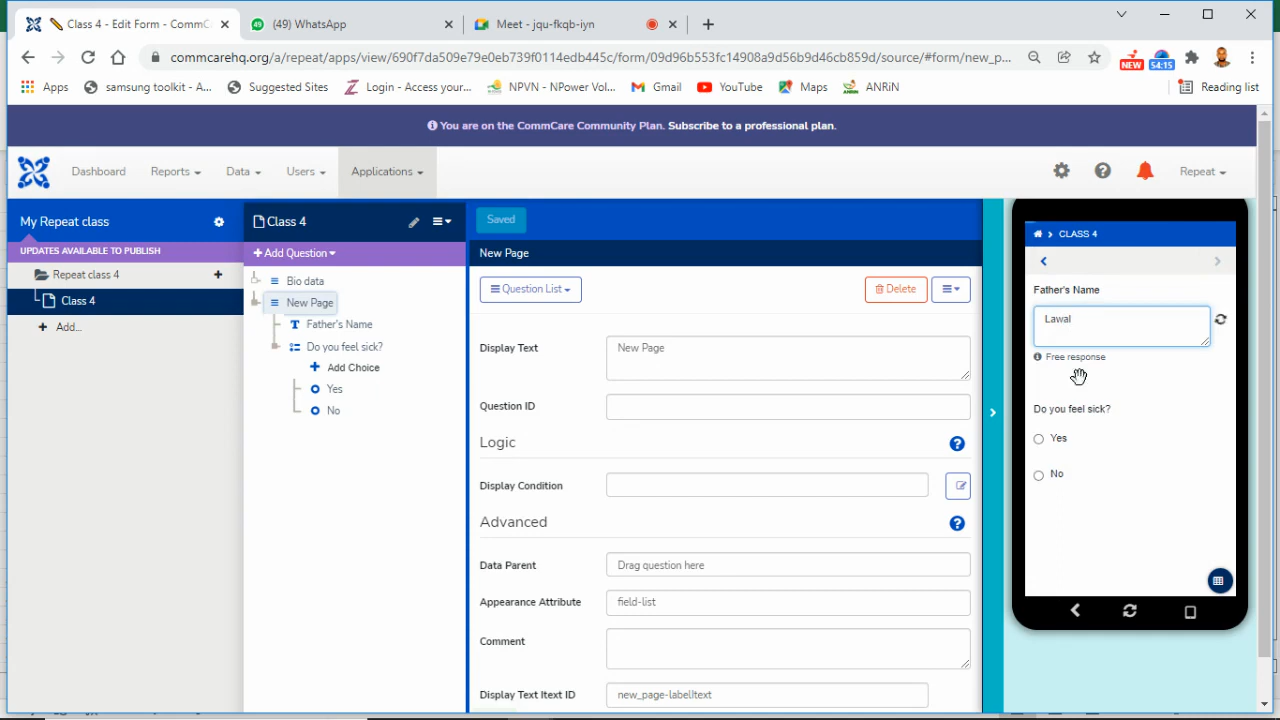 Class 4 - Edit Form - CommC
(4) WhatsApp
Meet - jqu-fkqb-iyn
commcarehq.org/a/repeat/apps/view/690f7da509e79e0eb739f0114edb445c/form/09d96b553fc14908a9d3d5b9d46cb859d/source/#form/new_p...
NEW
54:15
Apps
samsung toolkit - A...
Suggested Sites
Login - Access your...
NPVN - NPower Vol...
Gmail
YouTube
Maps
ANRiN
Reading list
You are on the CommCare Community Plan. Subscribe to a professional plan.
Dashboard
Reports
Data
Users
Applications
Repeat
My Repeat class
Class 4
Saved
UPDATES AVAILABLE TO PUBLISH
Add Question
New Page
Repeat class 4
Class 4
Add...
Bio data
New Page
Father's Name
Do you feel sick?
Add Choice
Yes
No
Question List
Delete
Display Text
New Page
Question ID
Logic
Display Condition
Advanced
Data Parent
Drag question here
Appearance Attribute
field-list
Comment
Display Text Itext ID
new_page-label
Itext
CLASS 4
Father's Name
Lawal
Free response
Do you feel sick?
Yes
No